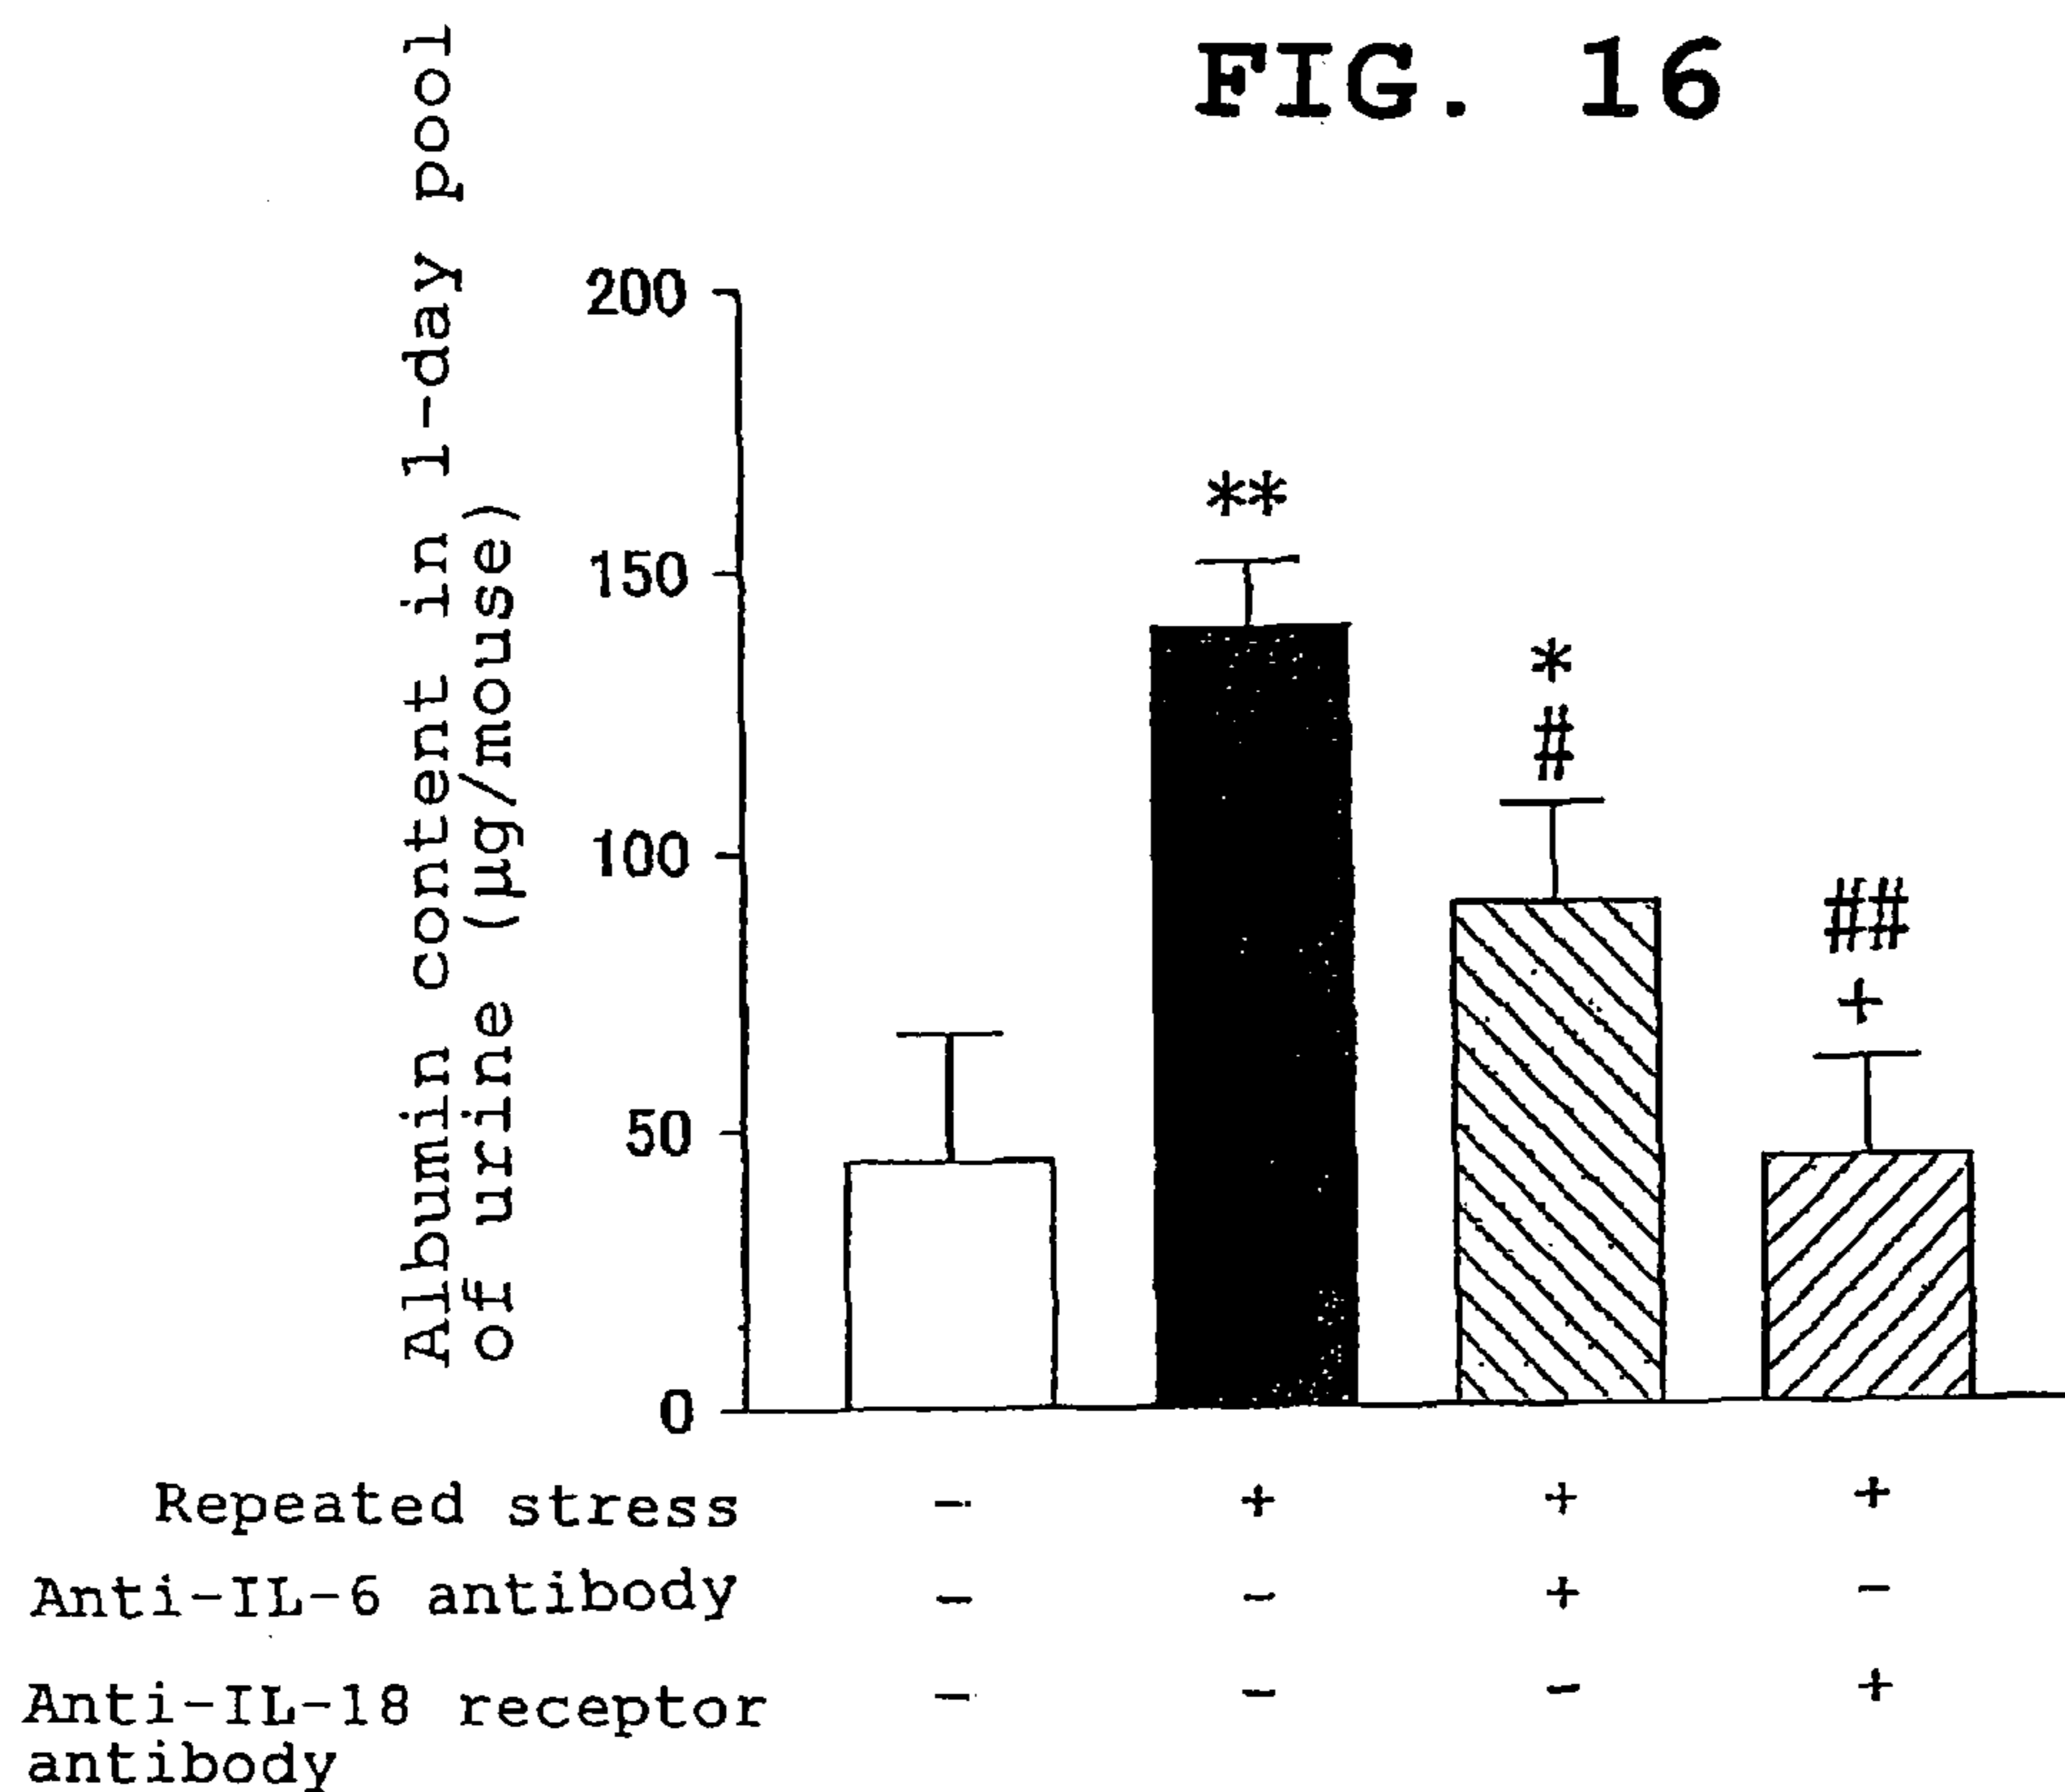 FIG. 16
Albumin content in 1-day pool
of urine (µg/mouse)
200
150
100
50
0
**
*
#
##
+
Repeated stress - + + +
Anti-IL-6 antibody - - + -
Anti-IL-18 receptor - - - +
antibody